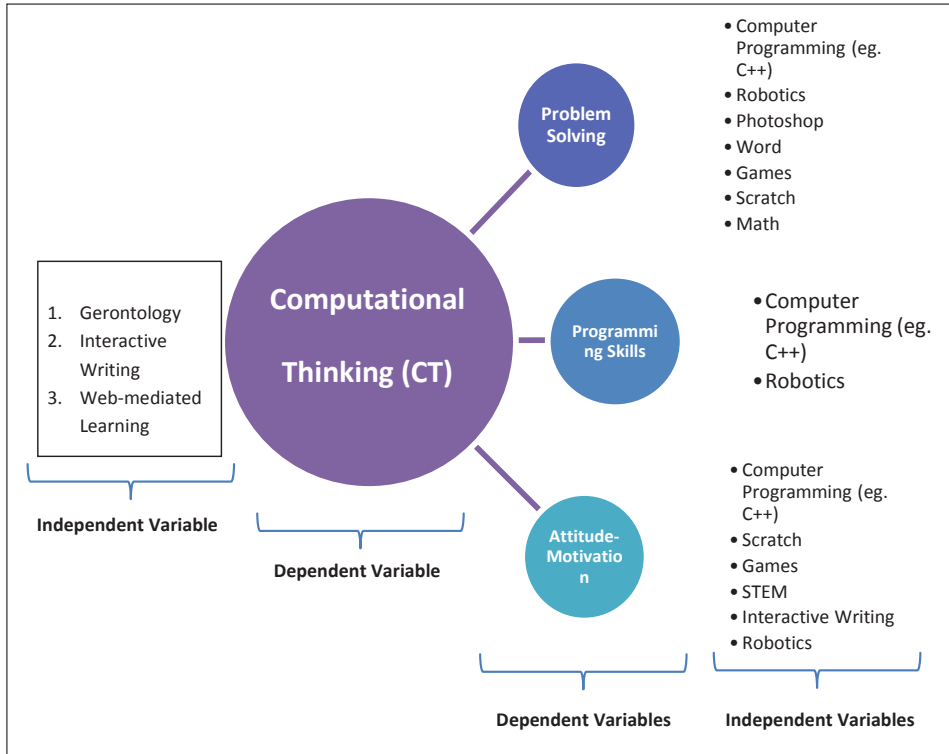 • Computer
Programming (eg.
C++)
• Robotics
• Photoshop
• Word
• Games
• Scratch
• Math
Problem
Solving
1. Gerontology
2. Interactive
Writing
3. Web-mediated
Learning
Independent Variable
Computational
Thinking (CT)
Dependent Variable
Programmi
ng Skills
• Computer
Programming (eg.
C++)
• Robotics
Attitude-
Motivatio
n
• Computer
Programming (eg.
C++)
• Scratch
• Games
• STEM
• Interactive Writing
• Robotics
Dependent Variables
Independent Variables